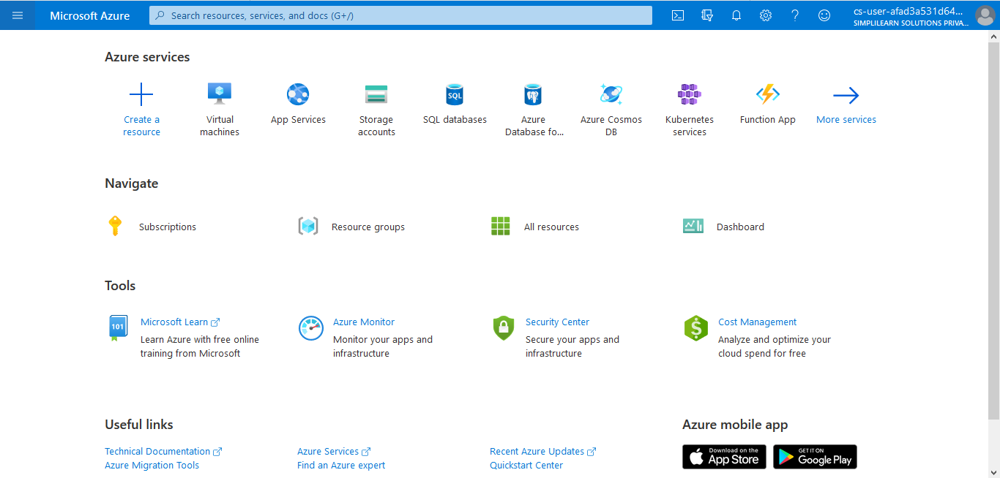 Microsoft Azure
Search resources, services, and docs (G+/)
cs-user-afad3a531d64...
SIMPLILEARN SOLUTIONS PRIVA...
Azure services
Create a
resource
Virtual
machines
App Services
Storage
accounts
SQL
SQL databases
Azure
Database fo...
Azure Cosmos
DB
Kubernetes
services
Function App
More services
Navigate
Subscriptions
Resource groups
All resources
Dashboard
Tools
101
Microsoft Learn
Learn Azure with free online
training from Microsoft
Azure Monitor
Monitor your apps and
infrastructure
Security Center
Secure your apps and
infrastructure
$
Cost Management
Analyze and optimize your
cloud spend for free
Useful links
Technical Documentation
Azure Migration Tools
Azure Services
Find an Azure expert
Recent Azure Updates
Quickstart Center
Azure mobile app
Download on the
App Store
GET IT ON
Google Play